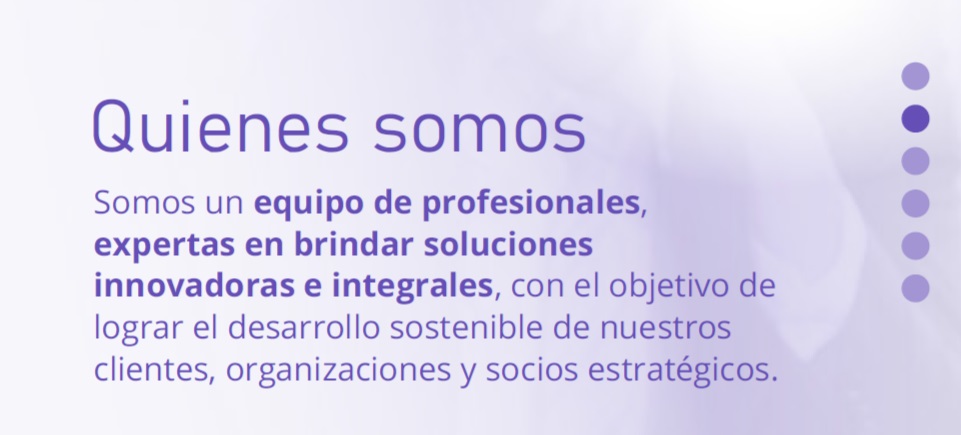 Quienes somos
Somos un equipo de profesionales,
expertas en brindar soluciones
innovadoras e integrales, con el objetivo de
lograr el desarrollo sostenible de nuestros
clientes, organizaciones y socios estratégicos.